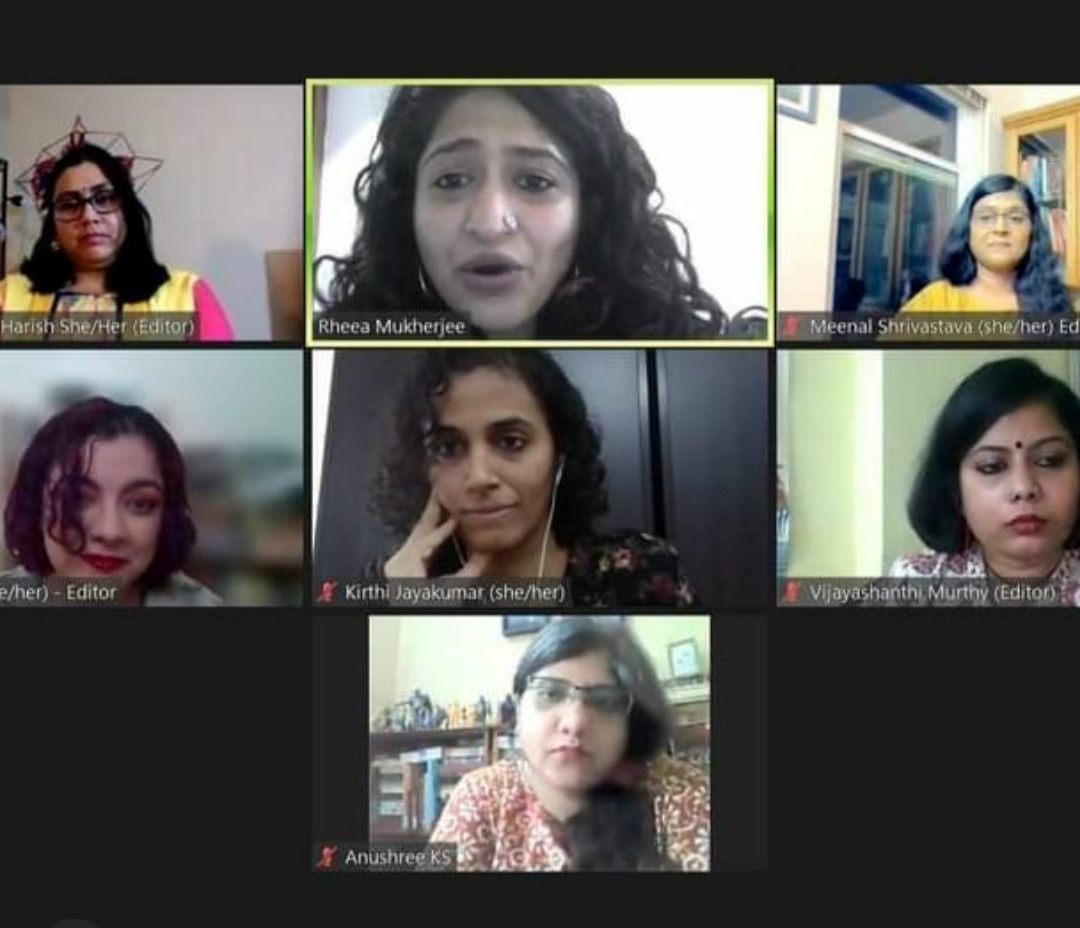 Harish She/Her (Editor)
Rheea Mukherjee
Meenal Shrivastava (she/her) Ed
e/her) - Editor
Kirthi Jayakumar (she/her)
Vijayashanthi Murthy (Editor)
Anushree KS